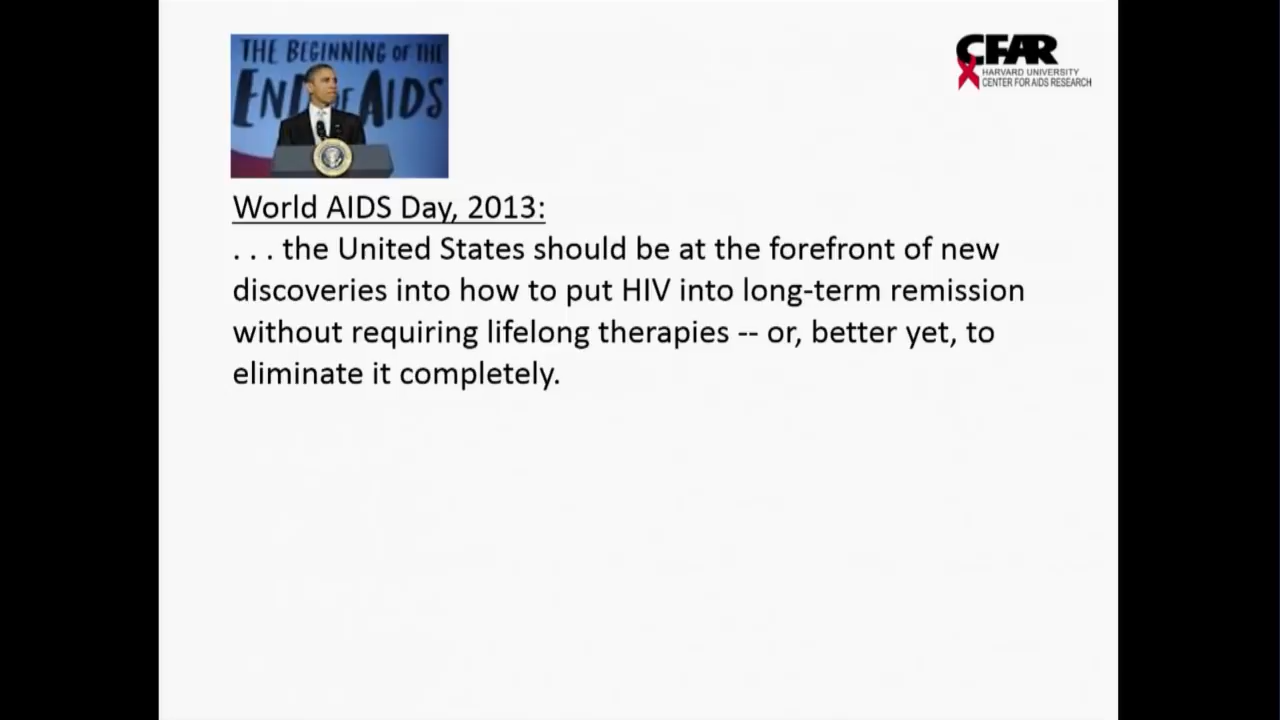 THE BEGINNING OF THE
END OF AIDS
CFAR
HARVARD UNIVERSITY
CENTER FOR AIDS RESEARCH
World AIDS Day, 2013:
. . . the United States should be at the forefront of new
discoveries into how to put HIV into long-term remission
without requiring lifelong therapies -- or, better yet, to
eliminate it completely.